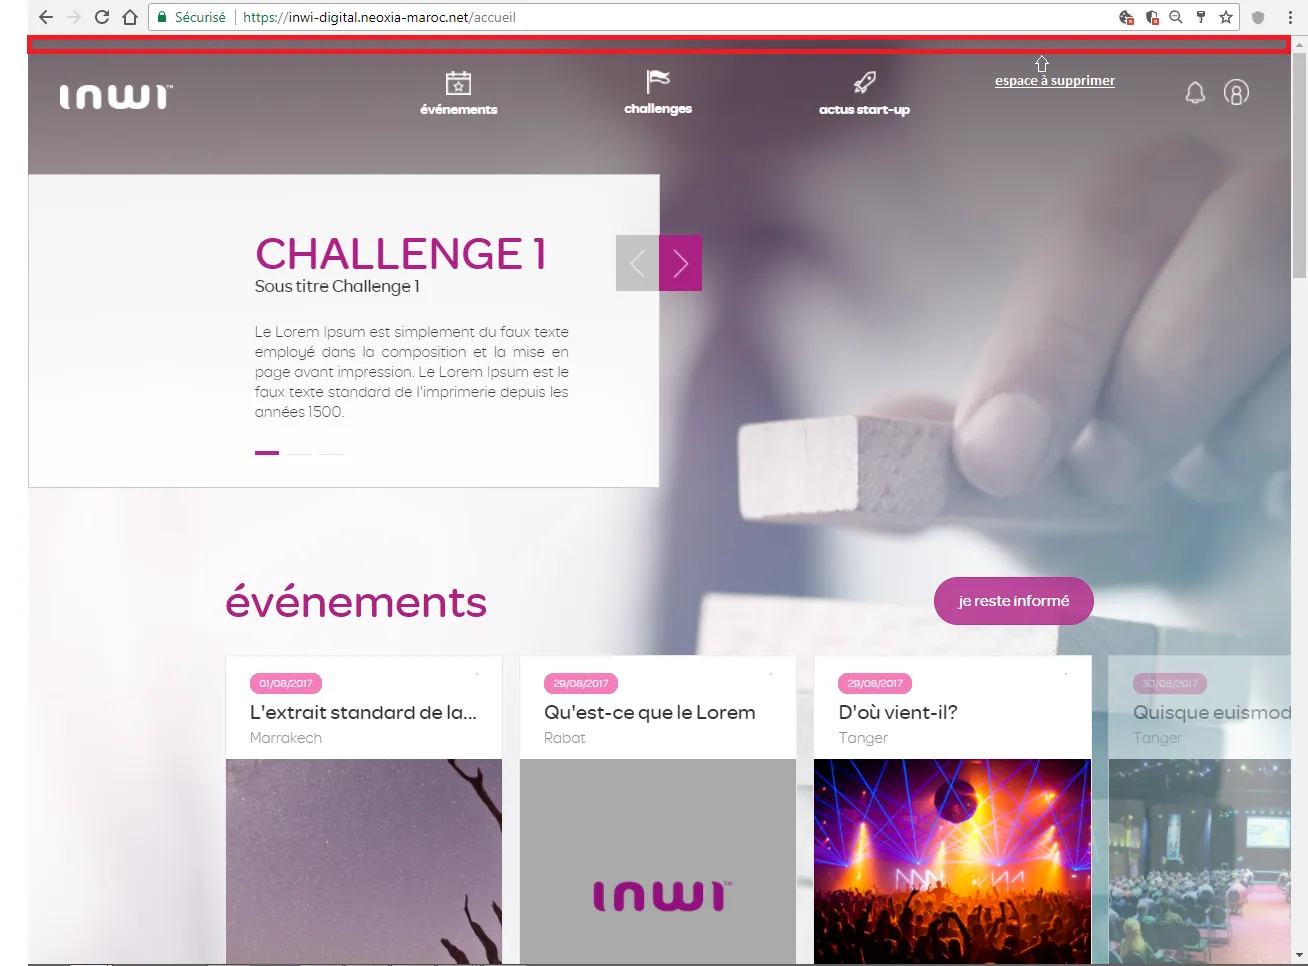 Sécurisé | https://inwi-digital.neoxia-maroc.net/accueil
espace à supprimer
inwi™
événements
challenges
actus start-up
CHALLENGE 1
Sous titre Challenge 1
Le Lorem Ipsum est simplement du faux texte
employé dans la composition et la mise en
page avant impression. Le Lorem Ipsum est le
faux texte standard de l'imprimerie depuis les
années 1500.
événements
je reste informé
01/08/2017
L'extrait standard de la...
Marrakech
29/08/2017
Qu'est-ce que le Lorem
Rabat
inwi™
29/08/2017
D'où vient-il?
Tanger
30/08/2017
Quisque euismod
Tanger